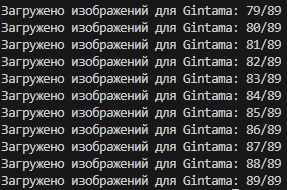 Загружено изображений для Gintama: 79/89
Загружено изображений для Gintama: 80/89
Загружено изображений для Gintama: 81/89
Загружено изображений для Gintama: 82/89
Загружено изображений для Gintama: 83/89
Загружено изображений для Gintama: 84/89
Загружено изображений для Gintama: 85/89
Загружено изображений для Gintama: 86/89
Загружено изображений для Gintama: 87/89
Загружено изображений для Gintama: 88/89
Загружено изображений для Gintama: 89/89